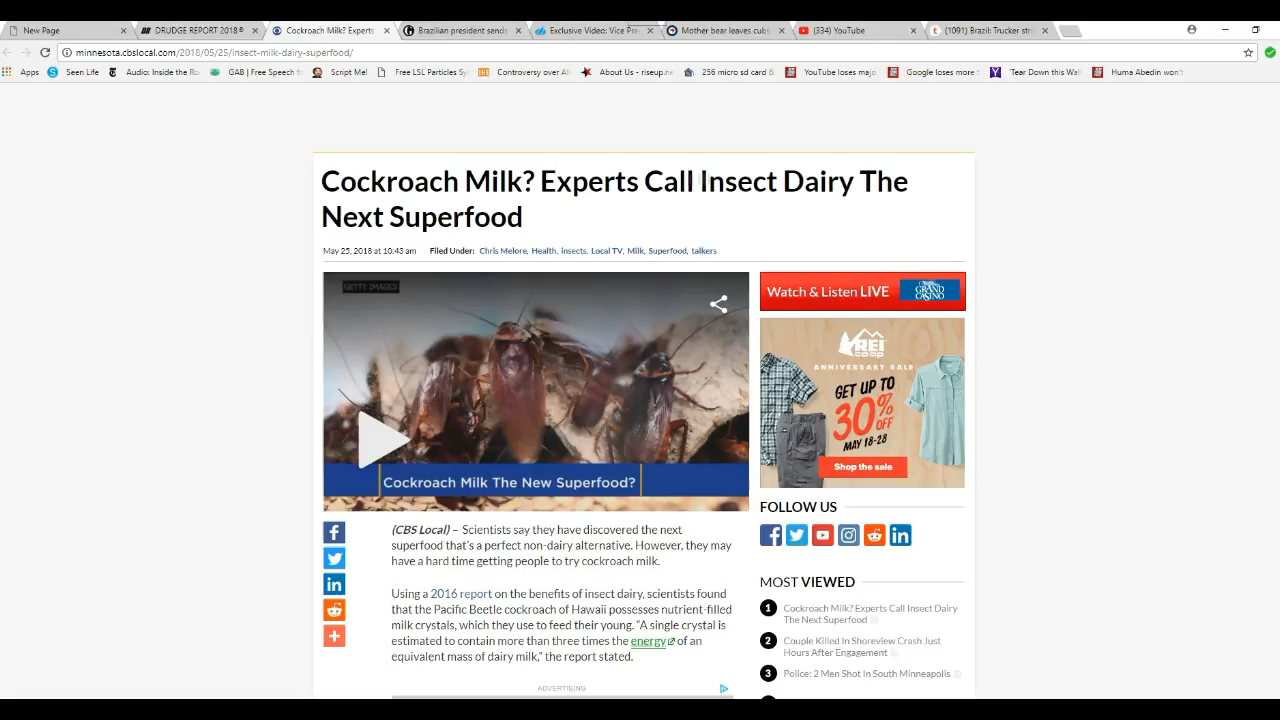 New Page
DRUDGE REPORT 2018®
Cockroach Milk? Experts
Brazilian president sends
Exclusive Video: Vice Pre
Mother bear leaves cubs
(334) YouTube
(1091) Brazil: Trucker str
minnesota.cbslocal.com/2018/05/25/insect-milk-dairy-superfood/
Apps
Seen Life
Audio: Inside the Ro
GAB | Free Speech f
Script Me!
Free LSL Particles Sy
Controversy over Al
About Us - riseup.ne
256 micro sd card &
YouTube loses majo
Google loses more
'Tear Down this Wal
Huma Abedin won't
Cockroach Milk? Experts Call Insect Dairy The
Next Superfood
May 25, 2018 at 10:43 am Filed Under: Chris Melore, Health, insects, Local TV, Milk, Superfood, talkers
GETTY IMAGES
Cockroach Milk The New Superfood?
Watch & Listen LIVE
GRAND
CASINO
REI
co·op
ANNIVERSARY SALE
GET UP TO
30%
OFF
MAY 18-28
Shop the sale
(CBS Local) – Scientists say they have discovered the next
superfood that's a perfect non-dairy alternative. However, they may
have a hard time getting people to try cockroach milk.
Using a 2016 report on the benefits of insect dairy, scientists found
that the Pacific Beetle cockroach of Hawaii possesses nutrient-filled
milk crystals, which they use to feed their young. “A single crystal is
estimated to contain more than three times the energy of an
equivalent mass of dairy milk,” the report stated.
ADVERTISING
FOLLOW US
MOST VIEWED
1 Cockroach Milk? Experts Call Insect Dairy
The Next Superfood
2 Couple Killed In Shoreview Crash Just
Hours After Engagement
3 Police: 2 Men Shot In South Minneapolis